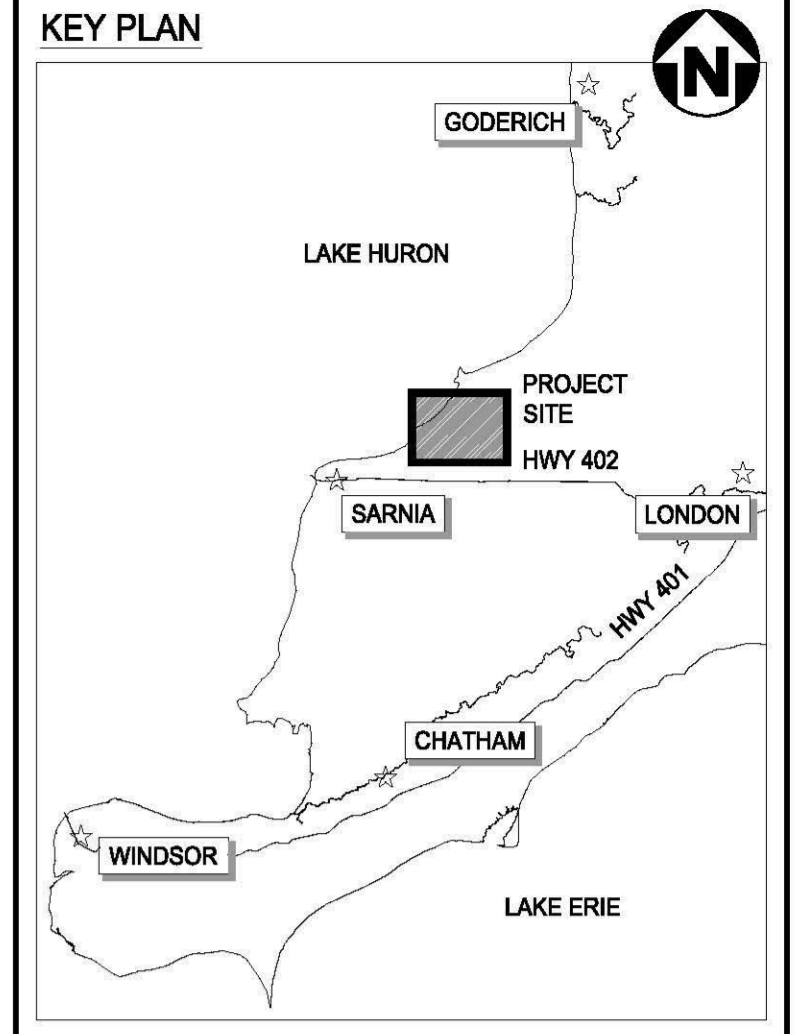 KEY PLAN
N
GODERICH
LAKE HURON
PROJECT
SITE
HWY 402
SARNIA
LONDON
HWY 401
CHATHAM
WINDSOR
LAKE ERIE